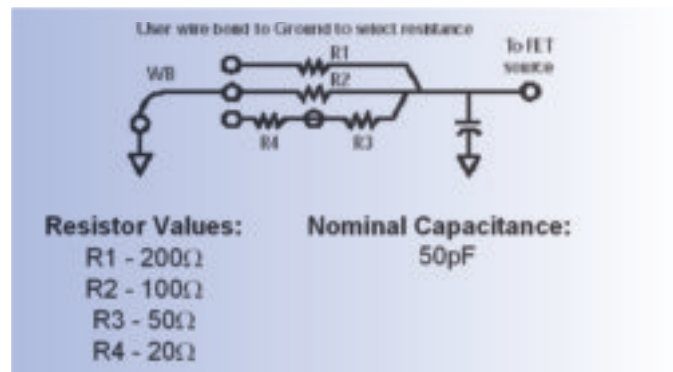 User wire bond to Ground to select resistance
R1
To FET
source
WB
R2
R4
R3
Resistor Values:
Nominal Capacitance:
R1 - 200Ω
50pF
R2 - 100Ω
R3 - 50Ω
R4 - 20Ω